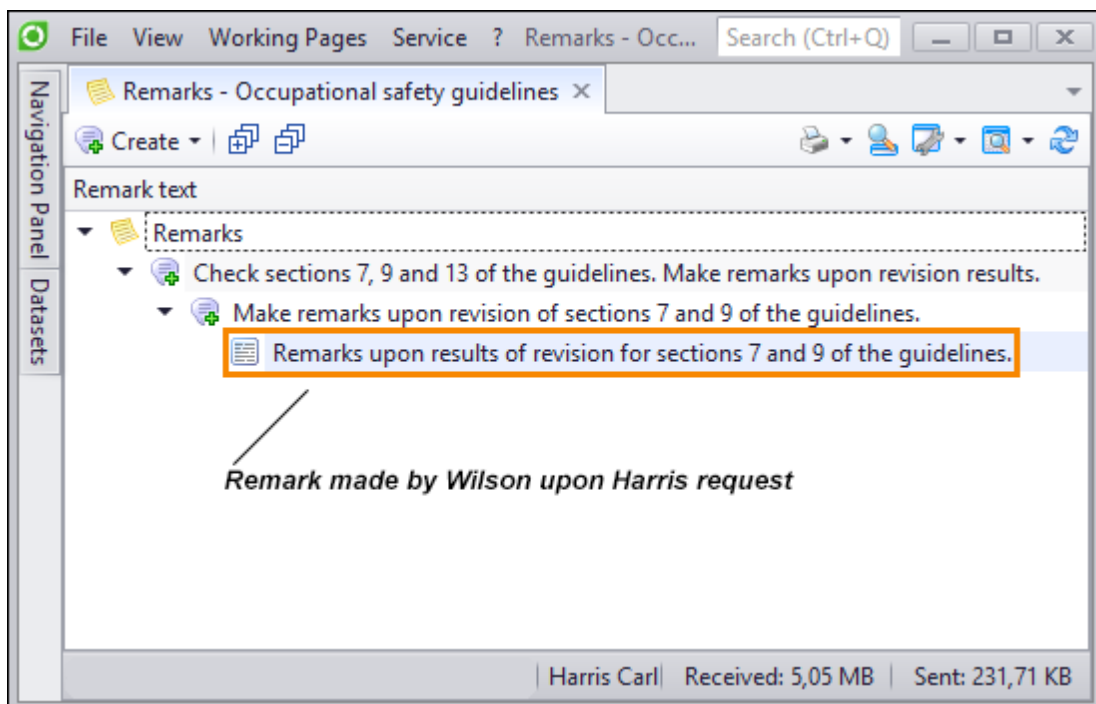 File View Working Pages Service ? Remarks - Occ... Search (Ctrl+Q)
Navigation Panel
Datasets
Remarks - Occupational safety guidelines
Create
Remark text
Remarks
Check sections 7, 9 and 13 of the guidelines. Make remarks upon revision results.
Make remarks upon revision of sections 7 and 9 of the guidelines.
Remarks upon results of revision for sections 7 and 9 of the guidelines.
Remark made by Wilson upon Harris request
Harris Carl Received: 5,05 MB Sent: 231,71 KB